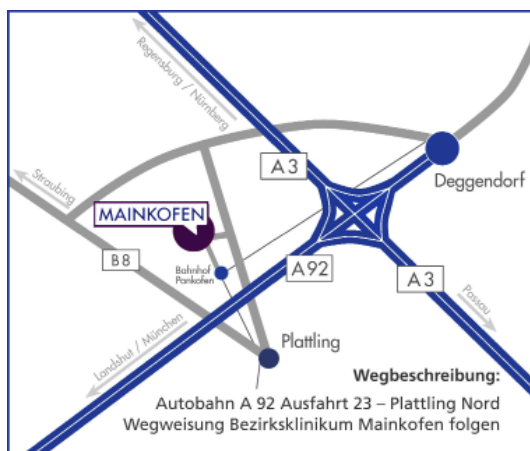 Regensburg / Nürnberg
A3
Deggendorf
Straubing
MAINKOFEN
B8
Bahnhof
Pankofen
A92
A3
Passau
Landshut / München
Plattling
Wegbeschreibung:
Autobahn A 92 Ausfahrt 23 – Plattling Nord
Wegweisung Bezirksklinikum Mainkofen folgen